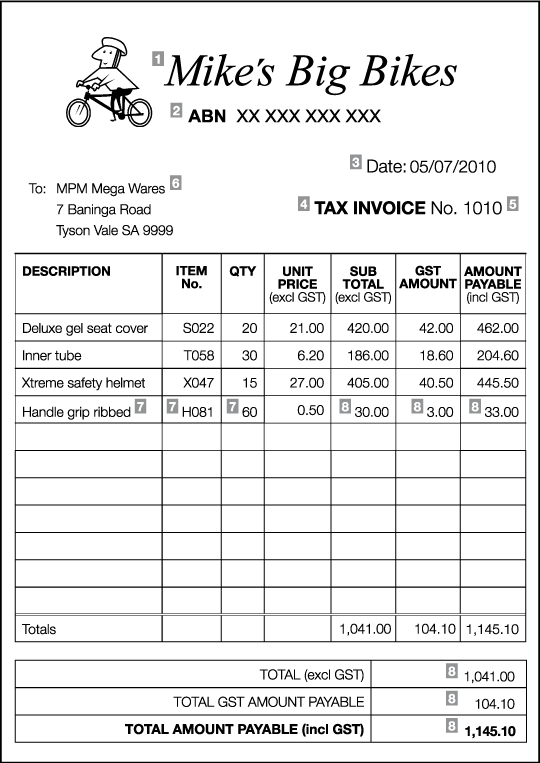 1 Mike's Big Bikes
2 ABN XX XXX XXX XXX
3 Date: 05/07/2010
To: MPM Mega Wares 6
7 Baninga Road
4 TAX INVOICE No. 1010 5
Tyson Vale SA 9999
DESCRIPTION ITEM No. QTY UNIT PRICE (excl GST) SUB TOTAL (excl GST) GST AMOUNT AMOUNT PAYABLE (incl GST)
Deluxe gel seat cover S022 20 21.00 420.00 42.00 462.00
Inner tube T058 30 6.20 186.00 18.60 204.60
Xtreme safety helmet X047 15 27.00 405.00 40.50 445.50
Handle grip ribbed 7 7 H081 7 60 0.50 8 30.00 8 3.00 8 33.00
Totals 1,041.00 104.10 1,145.10
TOTAL (excl GST) 8 1,041.00
TOTAL GST AMOUNT PAYABLE 8 104.10
TOTAL AMOUNT PAYABLE (incl GST) 8 1,145.10